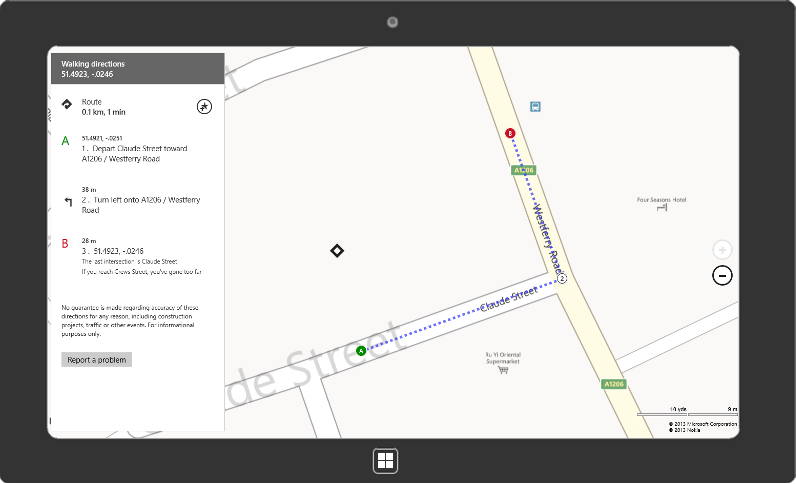 Walking directions
51.4923, -.0246
Route
0.1 km, 1 min
A
51.4921, -.0251
1. Depart Claude Street toward
A1206 / Westferry Road
38 m
2. Turn left onto A1206 / Westferry
Road
B
28 m
3. 51.4923, -.0246
The last intersection is Claude Street
If you reach Crews Street, you've gone too far
No guarantee is made regarding accuracy of these
directions for any reason, including construction
projects, traffic or other events. For informational
purposes only.
Report a problem
B
A1206
Four Seasons Hotel
Westferry Road
2
Claude Street
A
de Street
Ru Yi Oriental
Supermarket
A1206
10 yds
9 m
© 2013 Microsoft Corporation
© 2013 Nokia